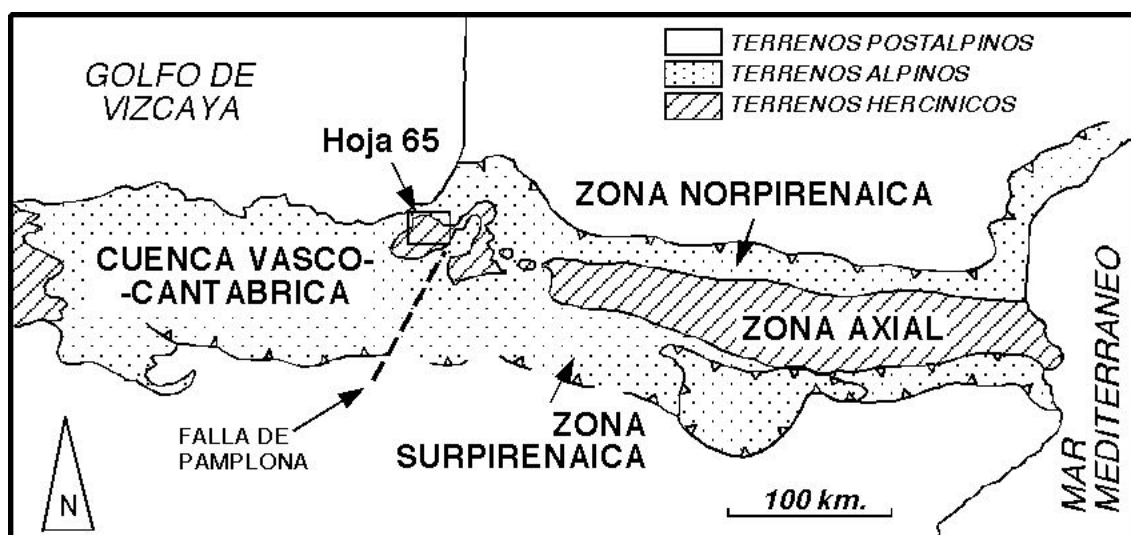 GOLFO DE
VIZCAYA
TERRENOS POSTALPINOS
TERRENOS ALPINOS
TERRENOS HERCINICOS
Hoja 65
ZONA NORPIRENAICA
CUENCA VASCO-
-CANTABRICA
ZONA AXIAL
MAR
MEDITERRANEO
FALLA DE
PAMPLONA
ZONA
SURPIRENAICA
100 km.
N